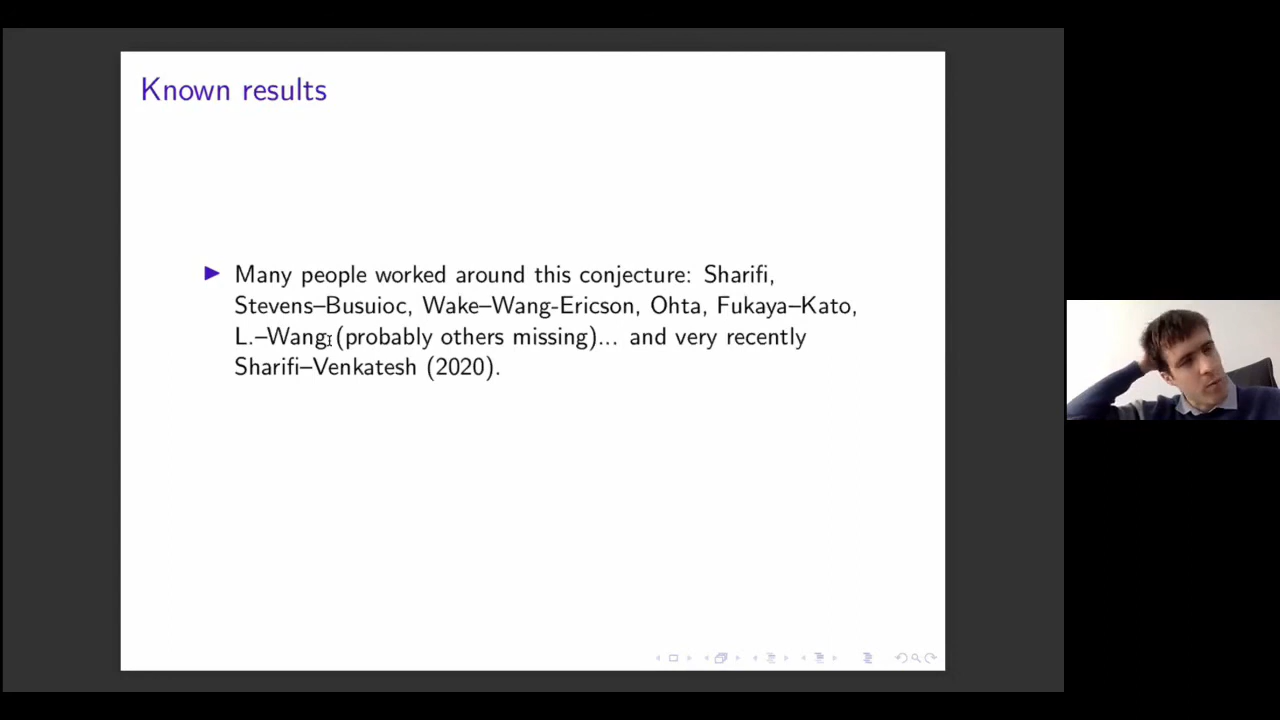 Known results
Many people worked around this conjecture: Sharifi,
Stevens–Busuioc, Wake–Wang-Ericson, Ohta, Fukaya–Kato,
L.–Wang (probably others missing)... and very recently
Sharifi–Venkatesh (2020).